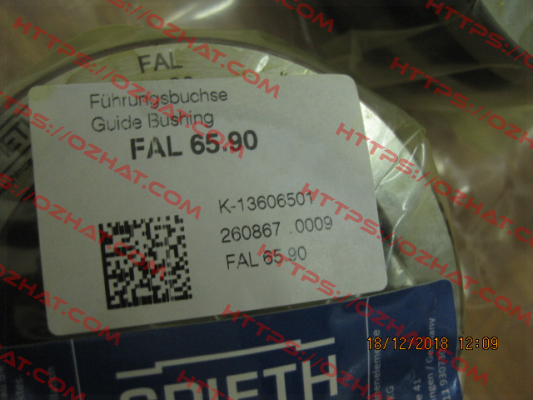 FAL
Führungsbuchse
Guide Bushing
FAL 65.90
K-13606501
260867 .0009
FAL 65.90
SPIETH
18/12/2018 12:09
HTTPS://OZHAT.COM